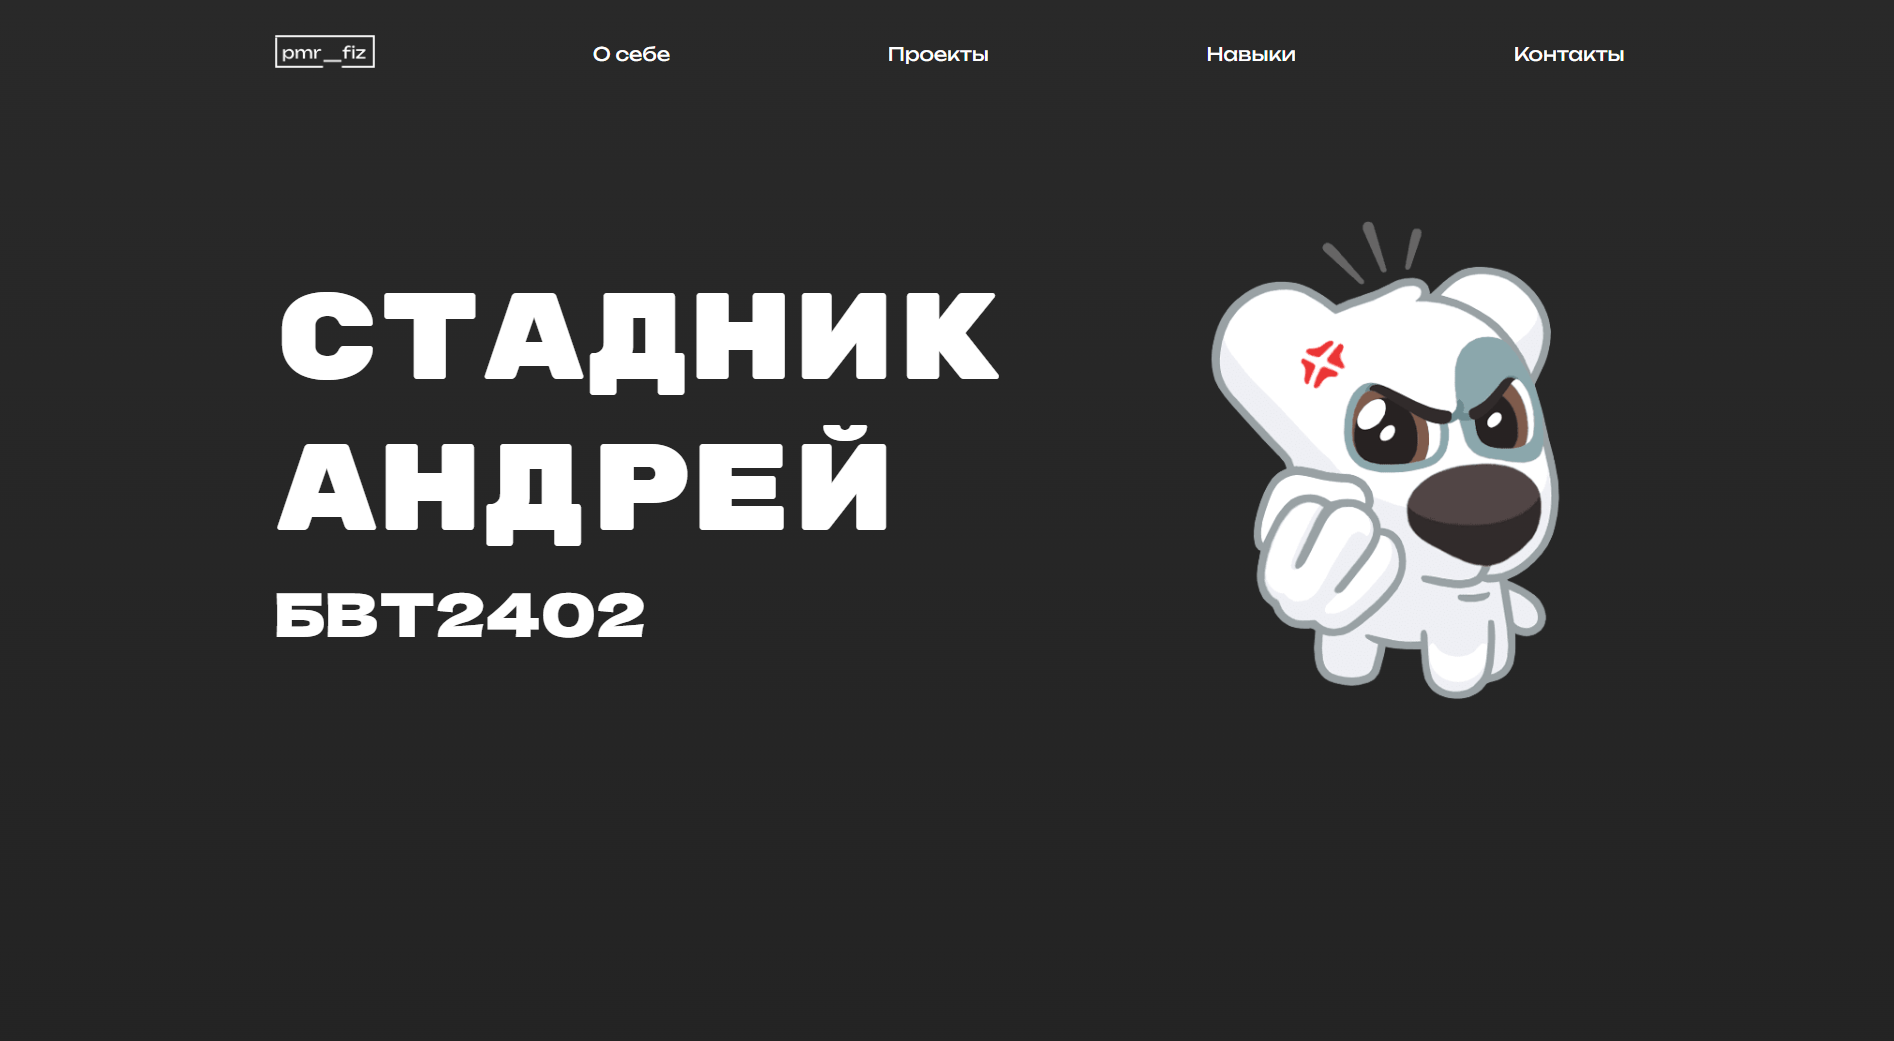 pmr__fiz
О себе
Проекты
Навыки
Контакты
СТАДНИК
АНДРЕЙ
БВТ2402